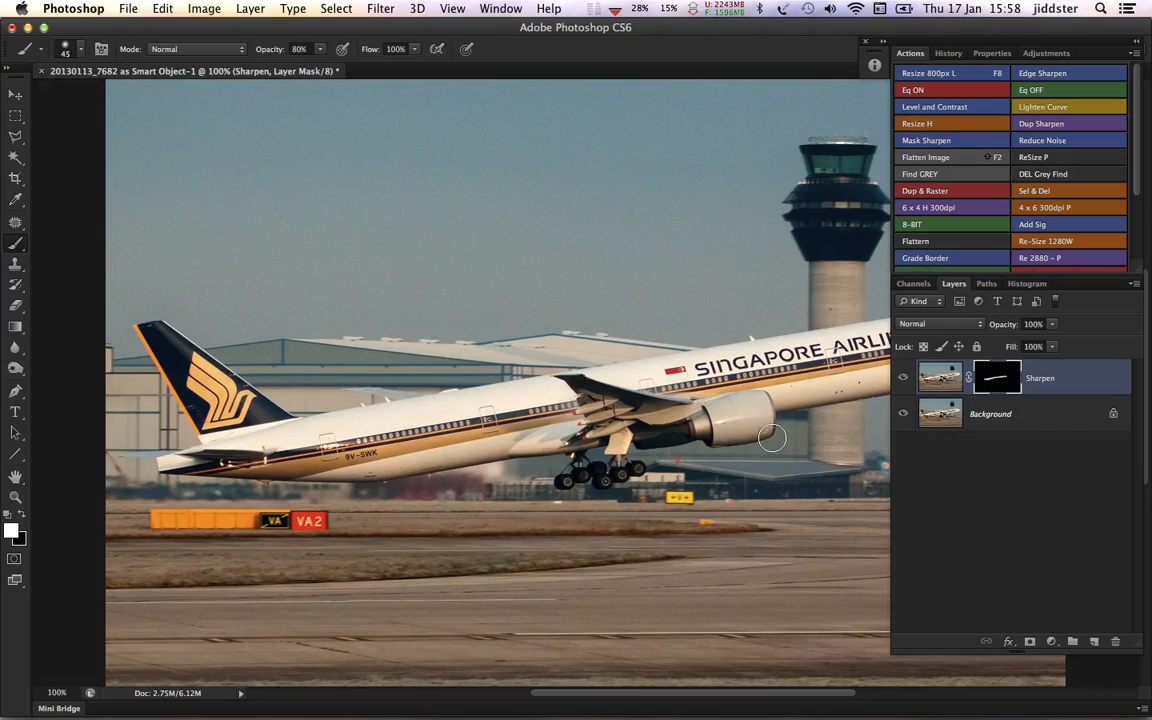 Photoshop File Edit Image Layer Type Select Filter 3D View Window Help
28% 15% U: 2243MB F: 1596MB Thu 17 Jan 15:58 jiddster
Adobe Photoshop CS6
45 Mode: Normal Opacity: 80% Flow: 100%
20130113_7682 as Smart Object-1 @ 100% (Sharpen, Layer Mask/8) *
Actions History Properties Adjustments
Resize 800px L F8 Edge Sharpen
Eq ON Eq OFF
Level and Contrast Lighten Curve
Resize H Dup Sharpen
Mask Sharpen Reduce Noise
Flatten Image F2 ReSize P
Find GREY DEL Grey Find
Dup & Raster Sel & Del
6 x 4 H 300dpi 4 x 6 300dpi P
8-BIT Add Sig
Flattern Re-Size 1280W
Grade Border Re 2880 - P
Channels Layers Paths Histogram
Kind
Normal Opacity: 100%
Lock: Fill: 100%
Sharpen
Background
SINGAPORE AIRLI
9V-SWK
VA VA2
V
100% Doc: 2.75M/6.12M
Mini Bridge